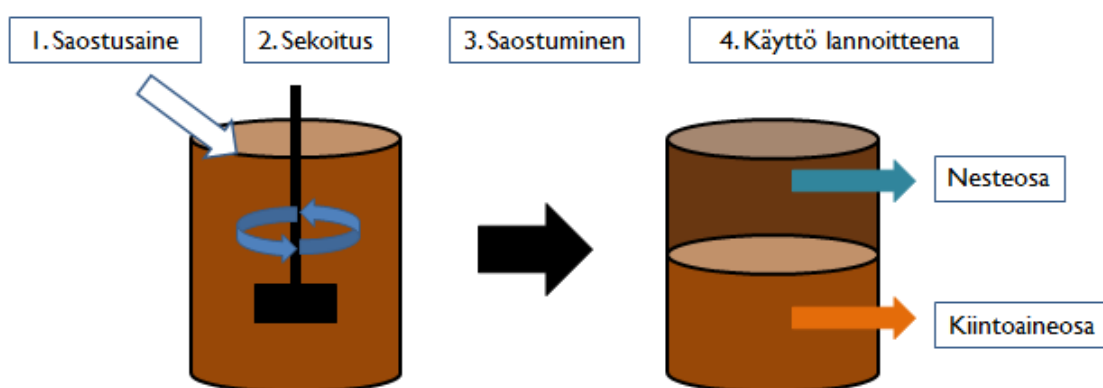 1. Saostusaine
2. Sekoitus
3. Saostuminen
4. Käyttö lannoitteena
Nesteosa
Kiintoaineosa